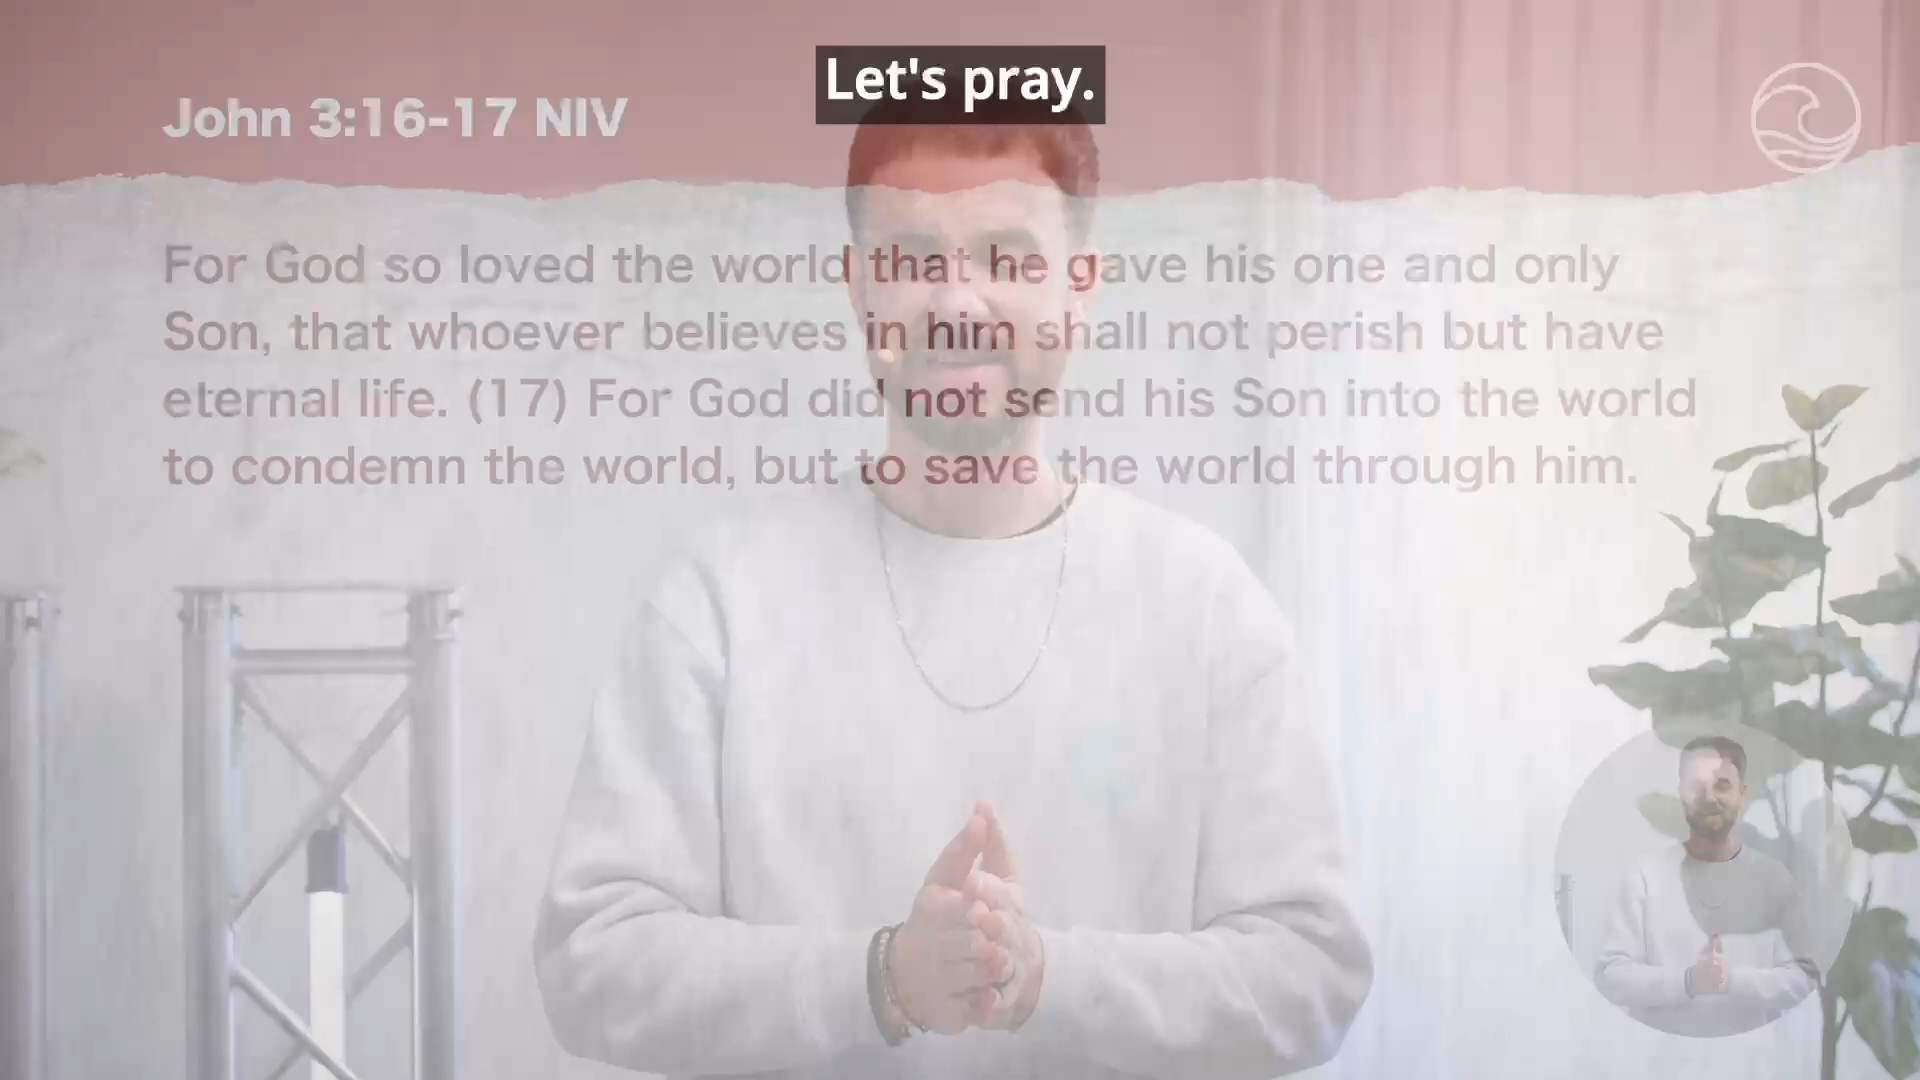 Let's pray.
John 3:16-17 NIV
For God so loved the world that he gave his one and only
Son, that whoever believes in him shall not perish but have
eternal life. (17) For God did not send his Son into the world
to condemn the world, but to save the world through him.